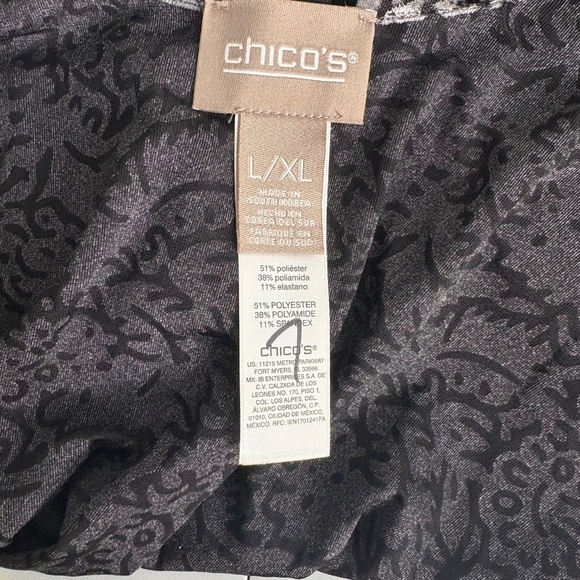 chico's®
L/XL
MADE IN
SOUTH KOREA
HECHO EN
COREA DEL SUR
FABRIQUÉ EN
CORÉE DU SUD
51% poliéster
38% poliamida
11% elastano
51% POLYESTER
38% POLYAMIDE
11% SPANDEX
chico's®
US: 11215 METRO PARKWAY
FORT MYERS, FL 33966
MX: IB ENTERPRISES S.A. DE
C.V. CALZADA DE LOS
LEONES NO. 170, PISO 1,
COL. LOS ALPES, DEL.
ÁLVARO OBREGÓN, C.P.
01010, CIUDAD DE MÉXICO,
MÉXICO. RFC: IEN1701241PA